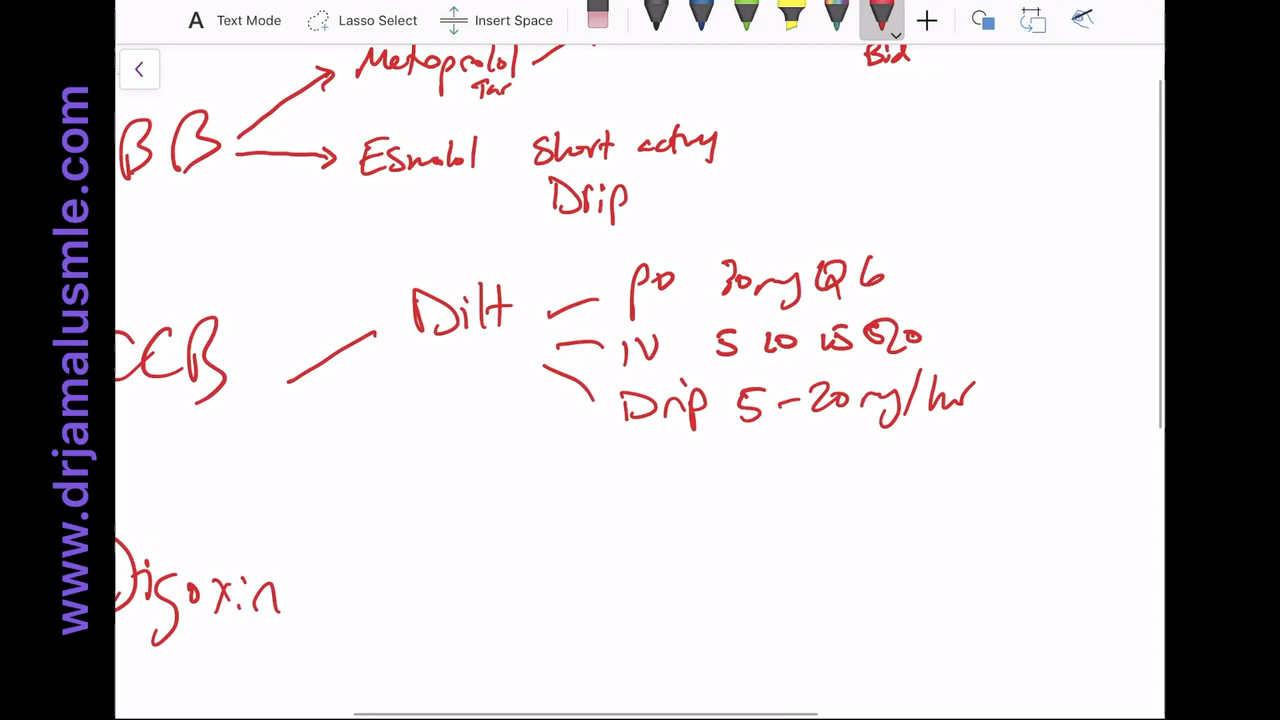 A Text Mode Lasso Select Insert Space
Metoprolol
Tar
Bid
BB
Esmolol Short acting
Drip
CCB
Dilt
PO 30mg Q6
IV 5 10 15 20
Drip 5-20mg/hr
Digoxin
www.drjamalusmle.com